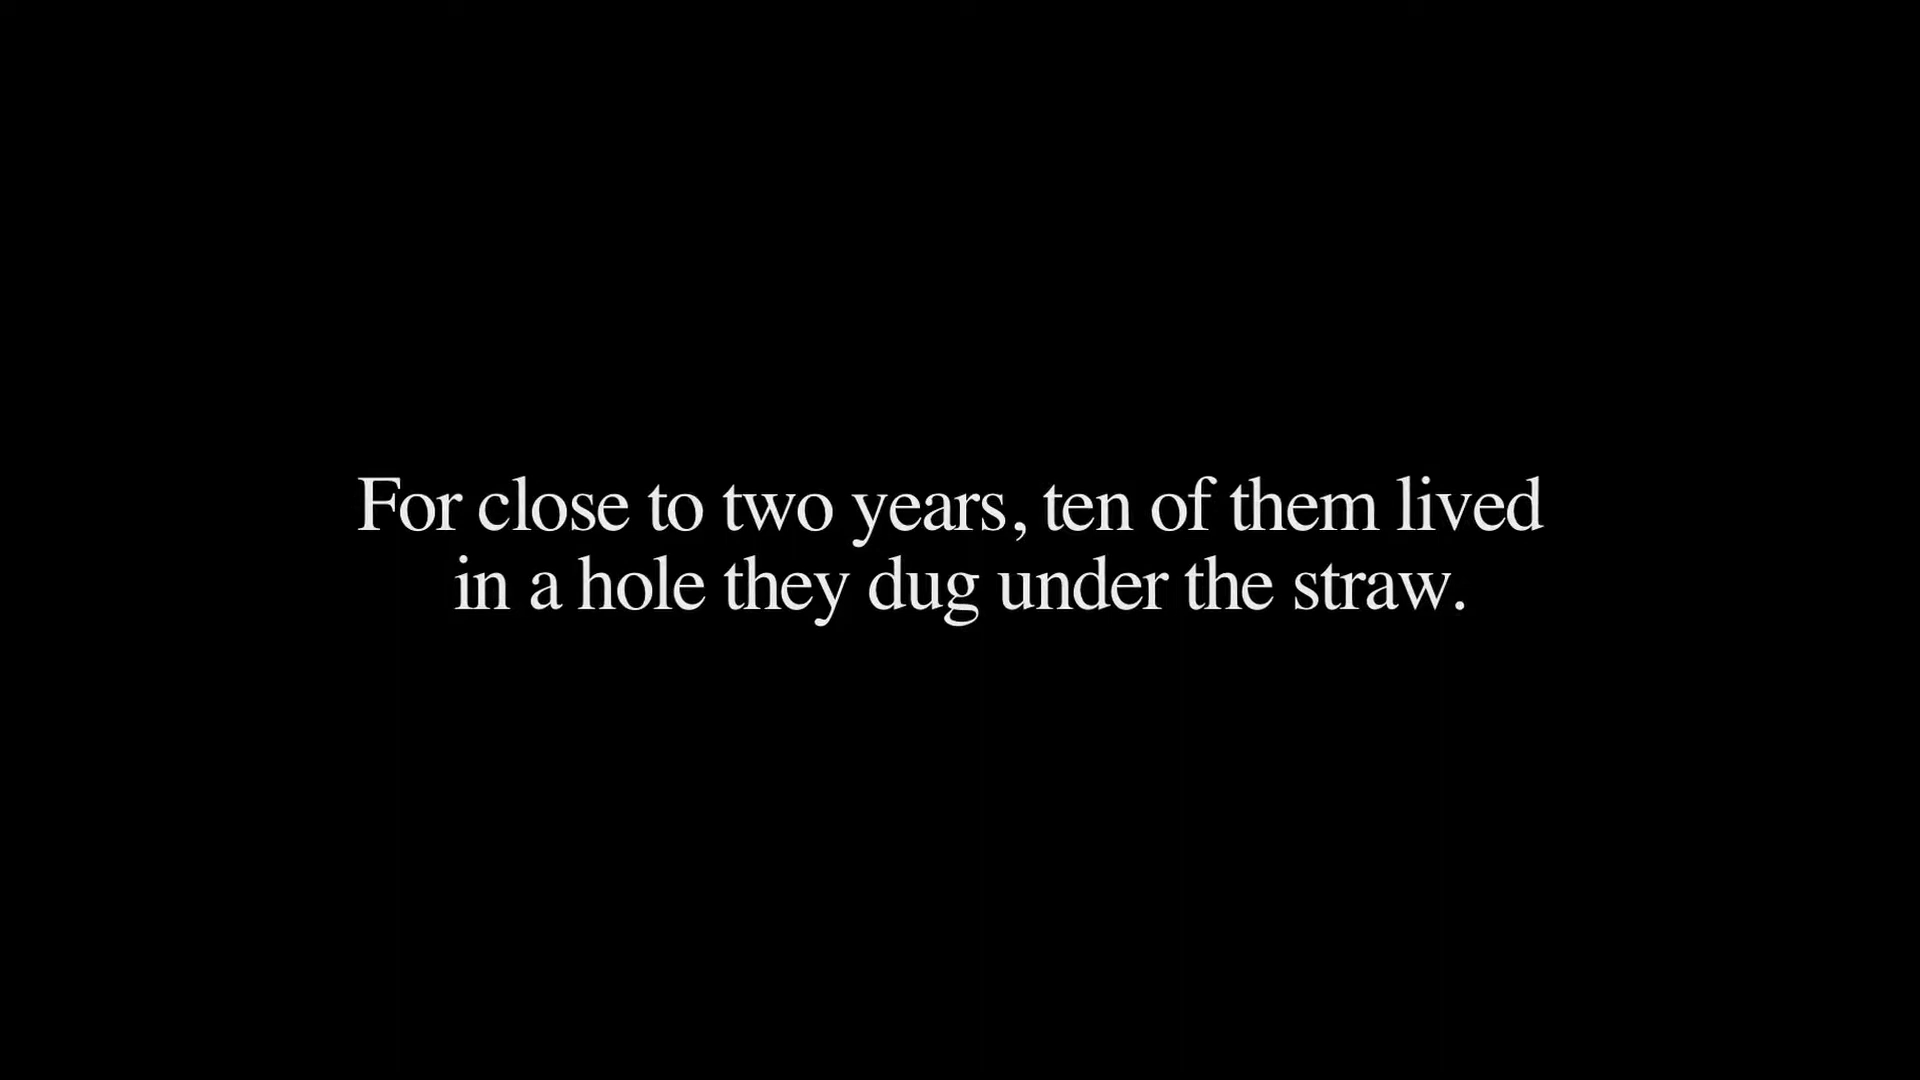 For close to two years, ten of them lived
in a hole they dug under the straw.